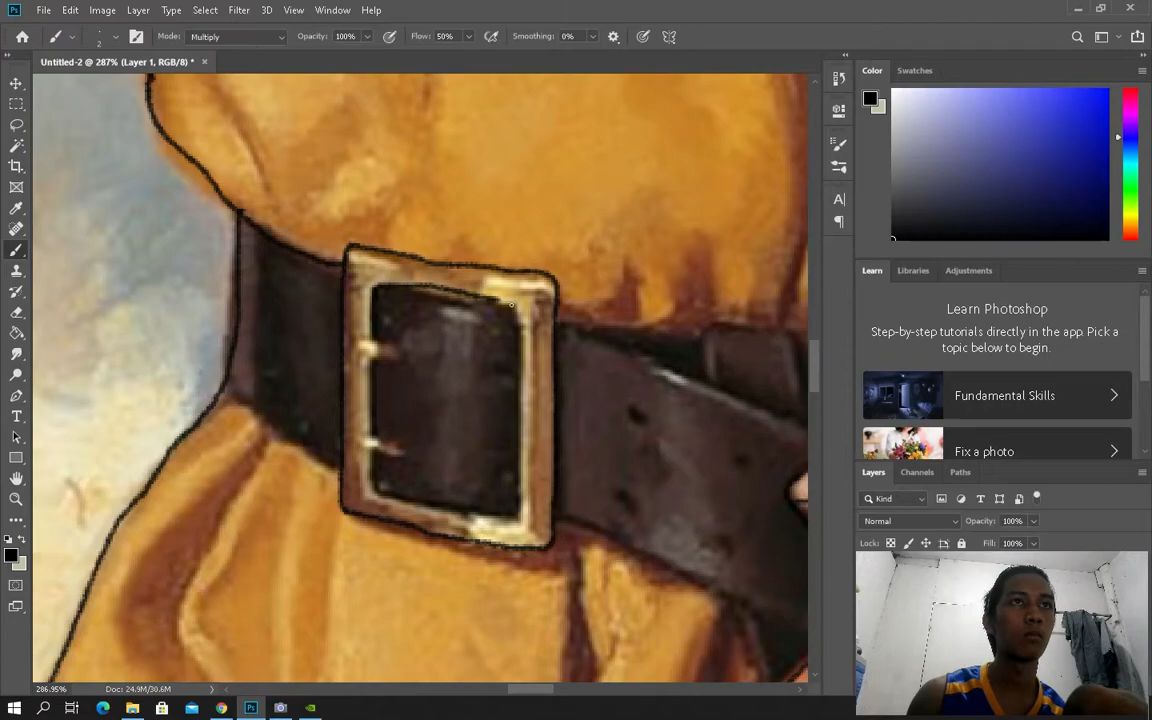 Ps File Edit Image Layer Type Select Filter 3D View Window Help
2 Mode: Multiply Opacity: 100% Flow: 50% Smoothing: 0%
Untitled-2 @ 287% (Layer 1, RGB/8) *
Color Swatches
Learn Libraries Adjustments
Learn Photoshop
Step-by-step tutorials directly in the app. Pick a
topic below to begin.
Fundamental Skills
Fix a photo
Layers Channels Paths
Kind
Normal Opacity: 100%
Lock: Fill: 100%
286.95% Doc: 24.9M/30.6M
Ps